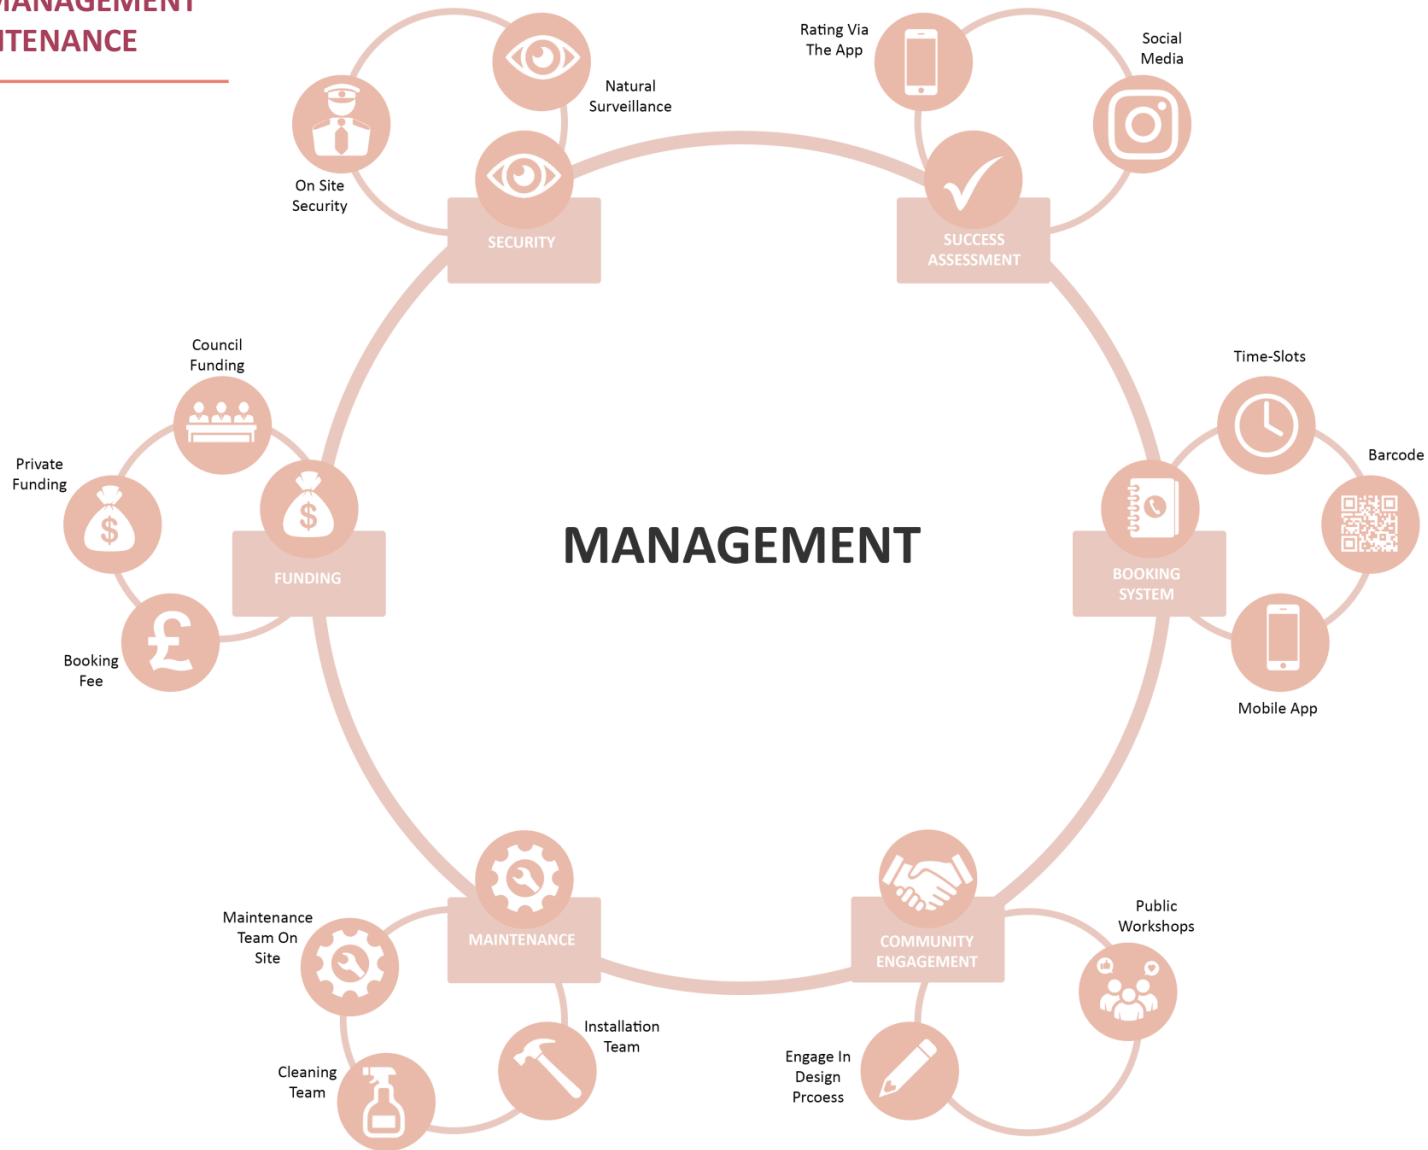 MANAGEMENT
NTENANCE
Rating Via
The App
Social
Media
Natural
Surveillance
On Site
Security
SECURITY
SUCCESS
ASSESSMENT
Council
Funding
Private
Funding
$
$
FUNDING
£
Booking
Fee
MANAGEMENT
Time-Slots
Barcode
BOOKING
SYSTEM
Mobile App
Maintenance
Team On
Site
MAINTENANCE
Cleaning
Team
Installation
Team
COMMUNITY
ENGAGEMENT
Public
Workshops
Engage In
Design
Prcoess